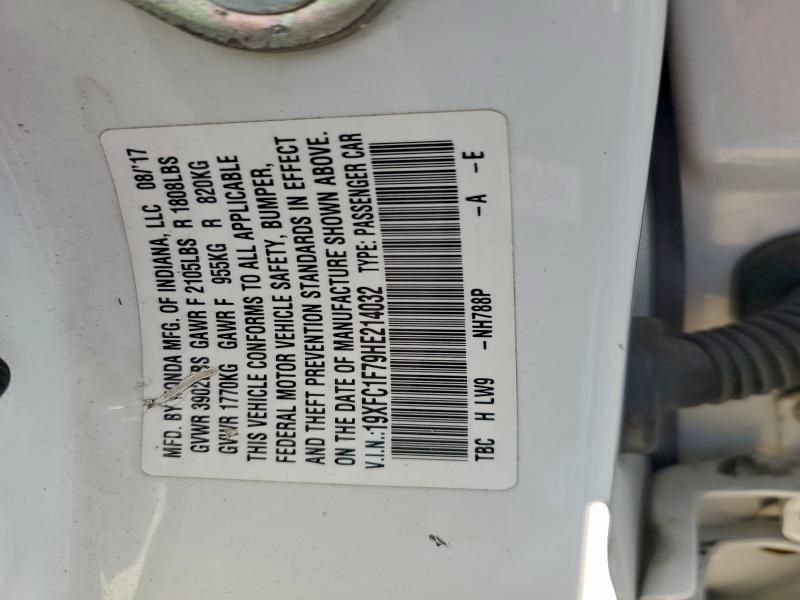 MFD. BY HONDA MFG. OF INDIANA, LLC 08/'17
GVWR 3902LBS GAWR F 2105LBS R 1808LBS
GVWR 1770KG GAWR F 955KG R 820KG
THIS VEHICLE CONFORMS TO ALL APPLICABLE
FEDERAL MOTOR VEHICLE SAFETY, BUMPER,
AND THEFT PREVENTION STANDARDS IN EFFECT
ON THE DATE OF MANUFACTURE SHOWN ABOVE.
V.I.N.:19XFC1F79HE214032 TYPE: PASSENGER CAR
TBC H LW9 -NH788P -A -E